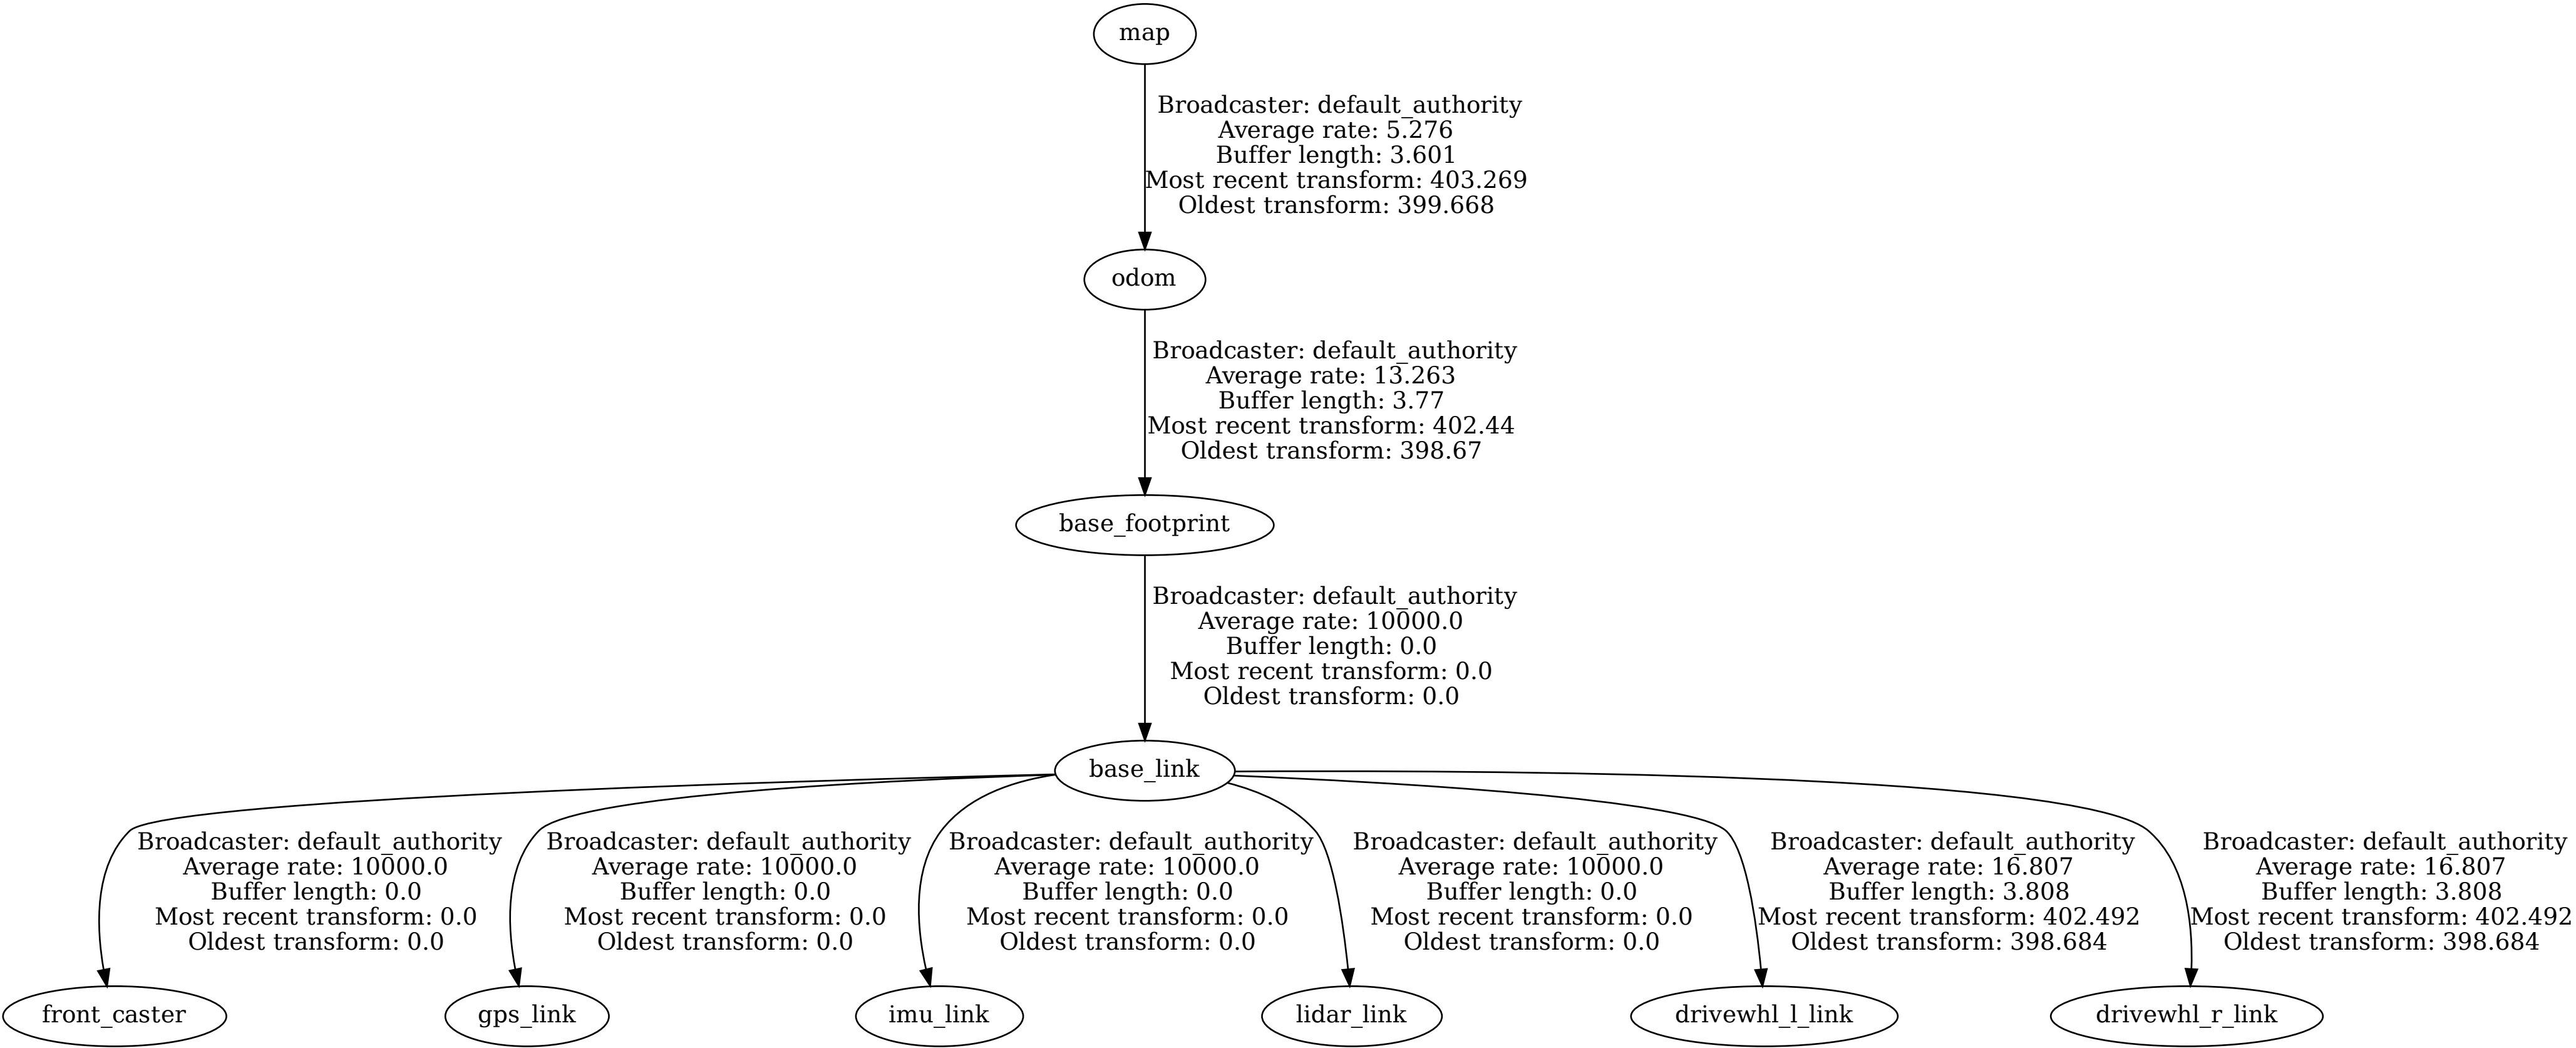 map
Broadcaster: default_authority
Average rate: 5.276
Buffer length: 3.601
Most recent transform: 403.269
Oldest transform: 399.668
odom
Broadcaster: default_authority
Average rate: 13.263
Buffer length: 3.77
Most recent transform: 402.44
Oldest transform: 398.67
base_footprint
Broadcaster: default_authority
Average rate: 10000.0
Buffer length: 0.0
Most recent transform: 0.0
Oldest transform: 0.0
base_link
Broadcaster: default_authority
Average rate: 10000.0
Buffer length: 0.0
Most recent transform: 0.0
Oldest transform: 0.0
Broadcaster: default_authority
Average rate: 10000.0
Buffer length: 0.0
Most recent transform: 0.0
Oldest transform: 0.0
Broadcaster: default_authority
Average rate: 10000.0
Buffer length: 0.0
Most recent transform: 0.0
Oldest transform: 0.0
Broadcaster: default_authority
Average rate: 10000.0
Buffer length: 0.0
Most recent transform: 0.0
Oldest transform: 0.0
Broadcaster: default_authority
Average rate: 16.807
Buffer length: 3.808
Most recent transform: 402.492
Oldest transform: 398.684
Broadcaster: default_authority
Average rate: 16.807
Buffer length: 3.808
Most recent transform: 402.492
Oldest transform: 398.684
front_caster
gps_link
imu_link
lidar_link
drivewhl_l_link
drivewhl_r_link